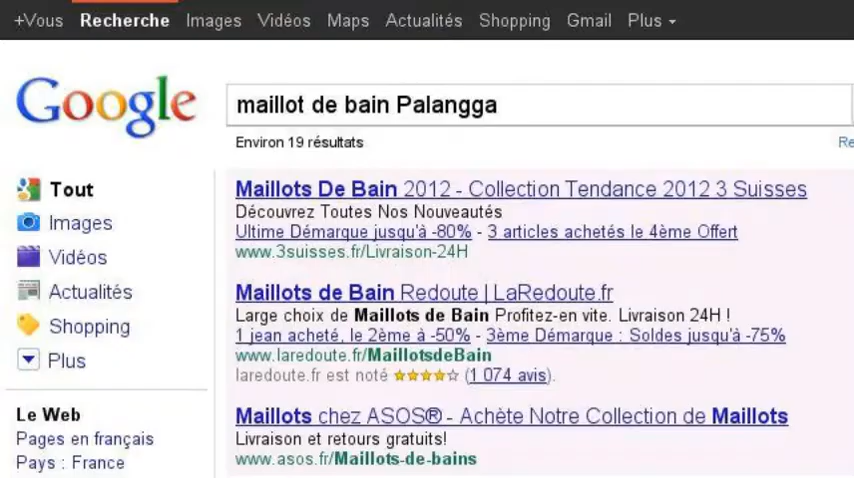 +Vous Recherche Images Vidéos Maps Actualités Shopping Gmail Plus
Google
maillot de bain Palangga
Environ 19 résultats
Re
Tout
Images
Vidéos
Actualités
Shopping
Plus
Le Web
Pages en français
Pays : France
Maillots De Bain 2012 - Collection Tendance 2012 3 Suisses
Découvrez Toutes Nos Nouveautés
Ultime Démarque jusqu'à -80% - 3 articles achetés le 4ème Offert
www.3suisses.fr/Livraison-24H
Maillots de Bain Redoute | LaRedoute.fr
Large choix de Maillots de Bain Profitez-en vite. Livraison 24H !
1 jean acheté, le 2ème à -50% - 3ème Démarque : Soldes jusqu'à -75%
www.laredoute.fr/MaillotsdeBain
laredoute.fr est noté (1 074 avis).
Maillots chez ASOS® - Achète Notre Collection de Maillots
Livraison et retours gratuits!
www.asos.fr/Maillots-de-bains